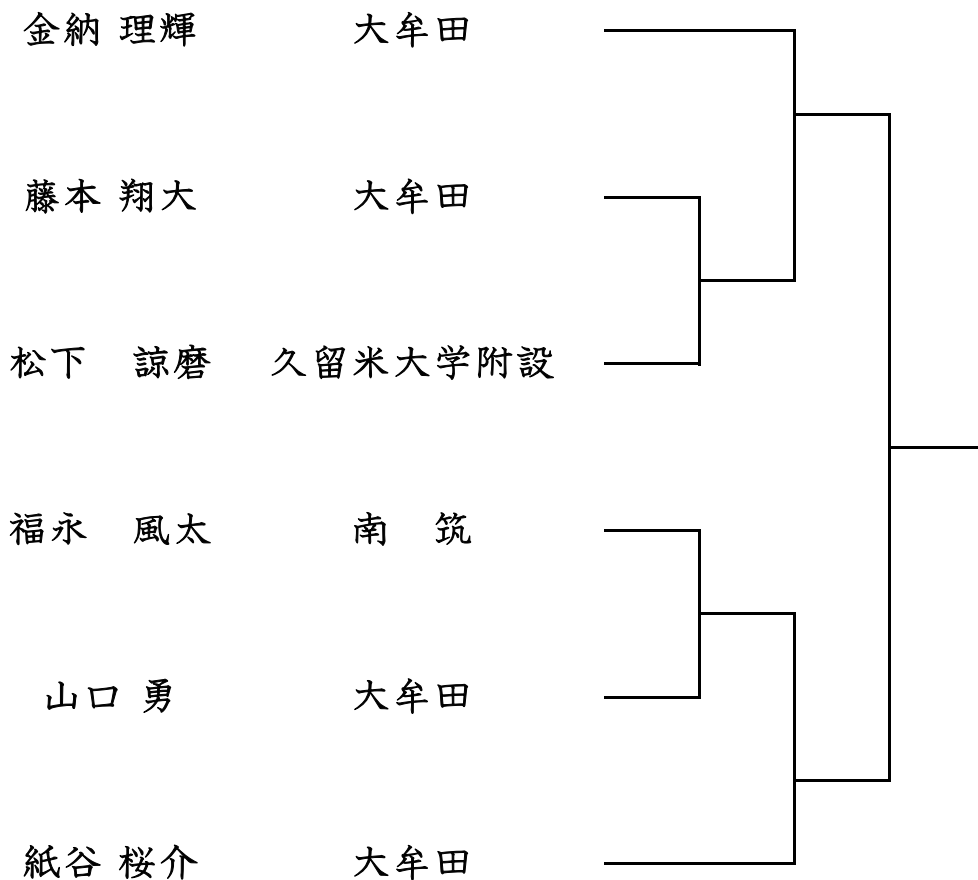 金納 理輝 大牟田
藤本 翔大 大牟田
松下 諒磨 久留米大学附設
福永 風太 南 筑
山口 勇 大牟田
紙谷 桜介 大牟田